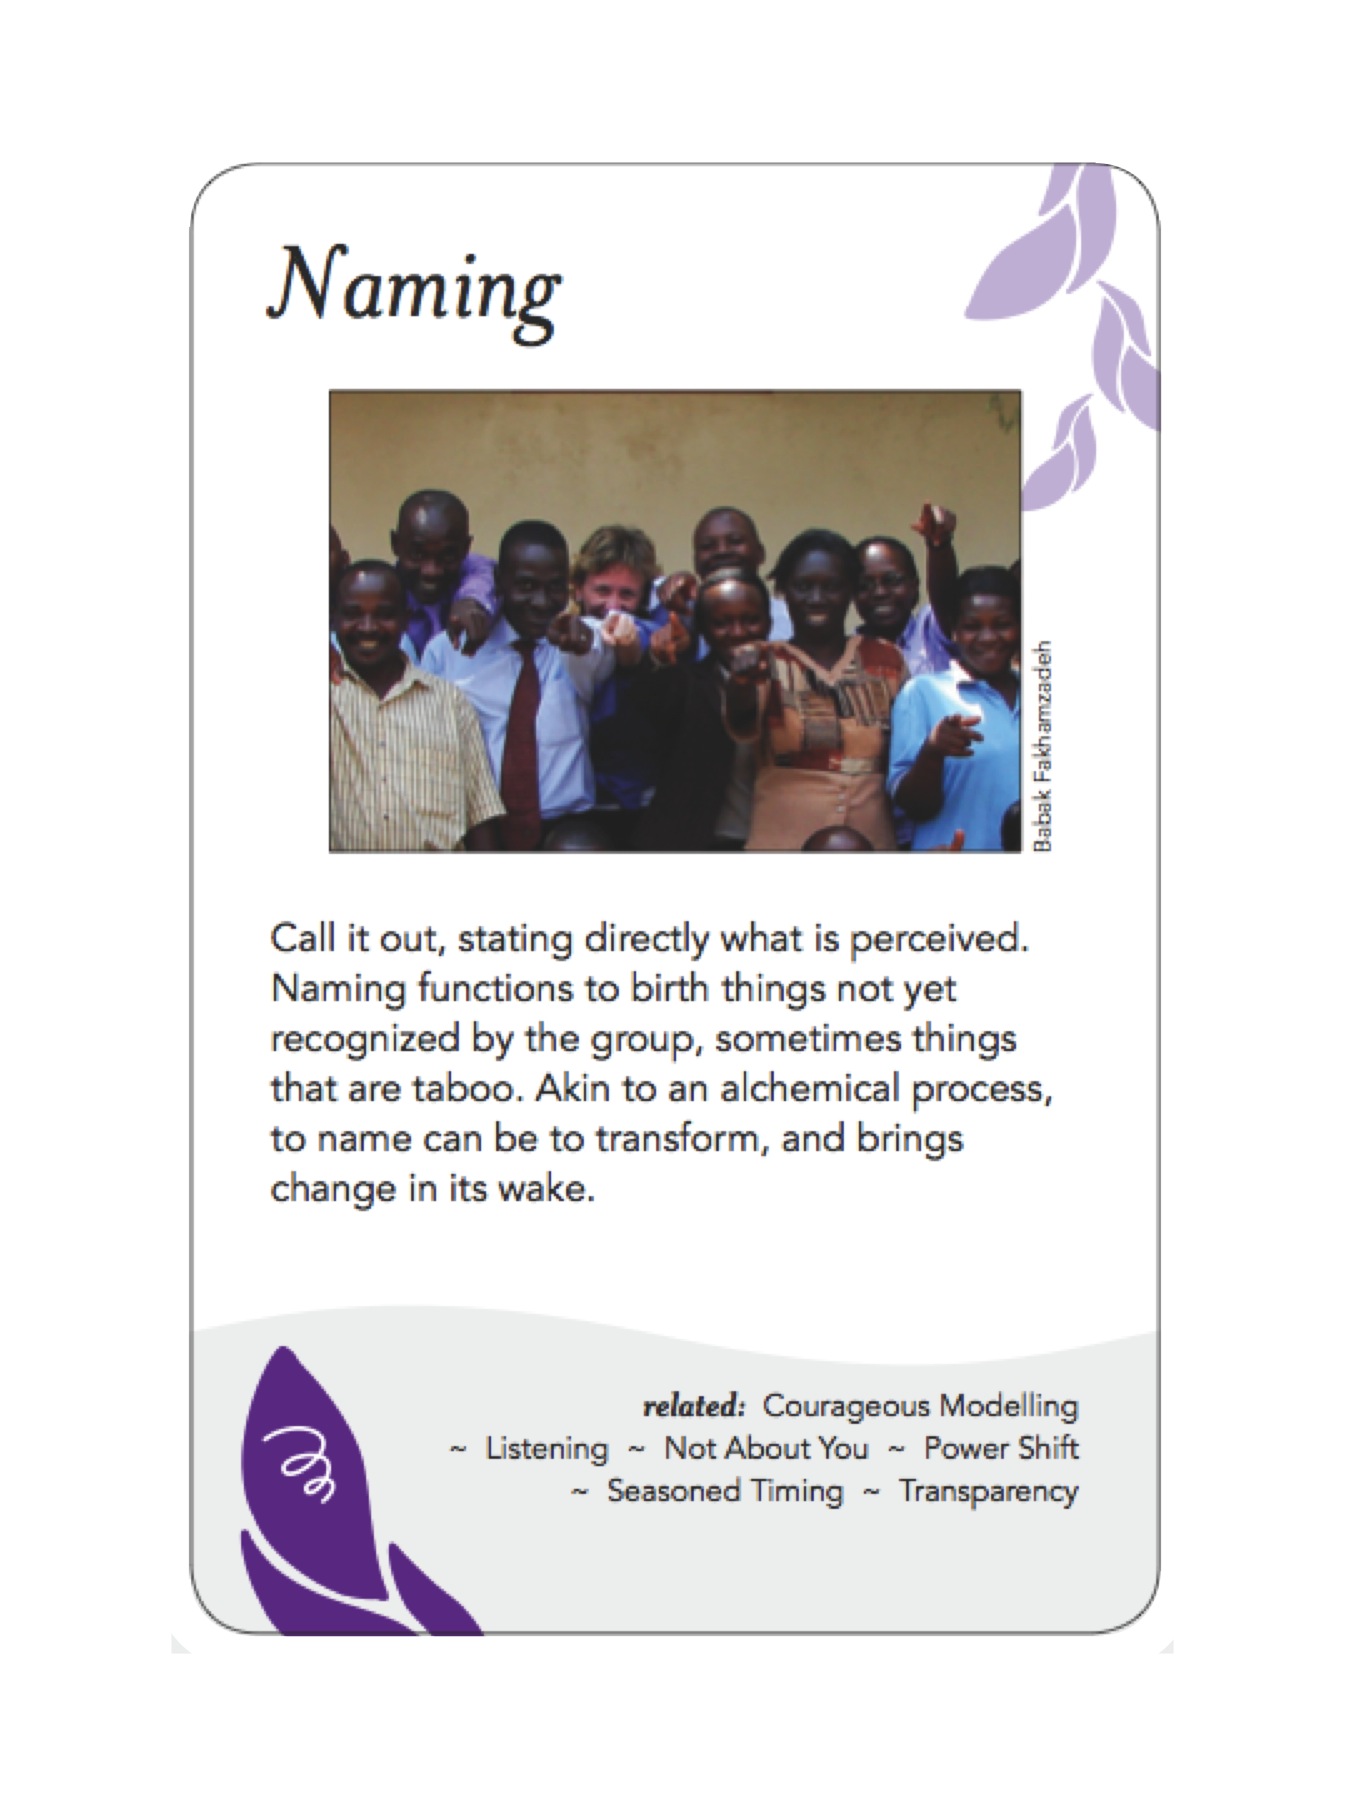 Naming
Babak Fakhamzadeh
Call it out, stating directly what is perceived.
Naming functions to birth things not yet
recognized by the group, sometimes things
that are taboo. Akin to an alchemical process,
to name can be to transform, and brings
change in its wake.
related: Courageous Modelling
~ Listening ~ Not About You ~ Power Shift
~ Seasoned Timing ~ Transparency